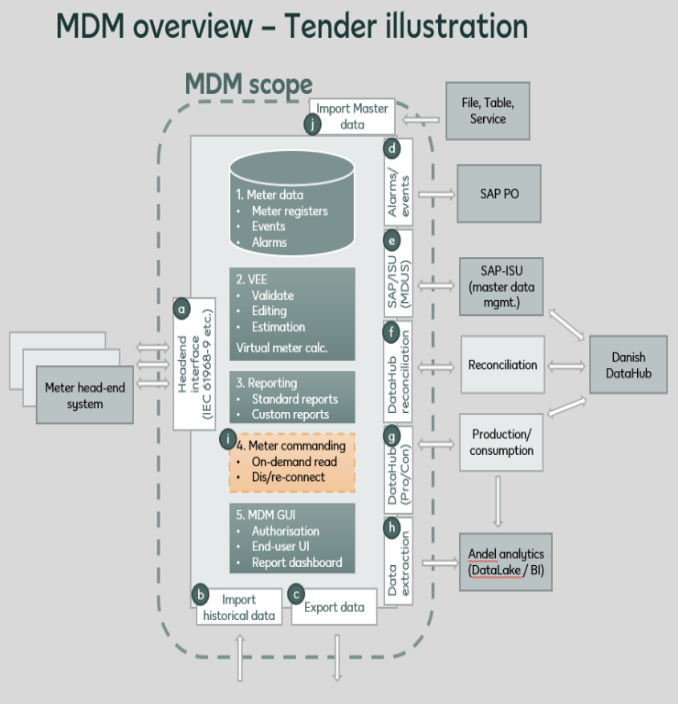 MDM overview – Tender illustration
MDM scope
Import Master
data
j
File, Table,
Service
d
Alarms/
events
SAP PO
1. Meter data
• Meter registers
• Events
• Alarms
e
SAP/ISU
(MDUS)
SAP-ISU
(master data
mgmt.)
2. VEE
• Validate
• Editing
• Estimation
Virtual meter calc.
a
Headend
interface
(IEC 61968-9 etc.)
f
DataHub
reconciliation
Reconciliation
Danish
DataHub
Meter head-end
system
3. Reporting
• Standard reports
• Custom reports
i
4. Meter commanding
• On-demand read
• Dis/re-connect
g
DataHub
(Pro/Con)
Production/
consumption
5. MDM GUI
• Authorisation
• End-user UI
• Report dashboard
h
Data
extraction
Andel analytics
(DataLake / BI)
b
Import
historical data
c
Export data